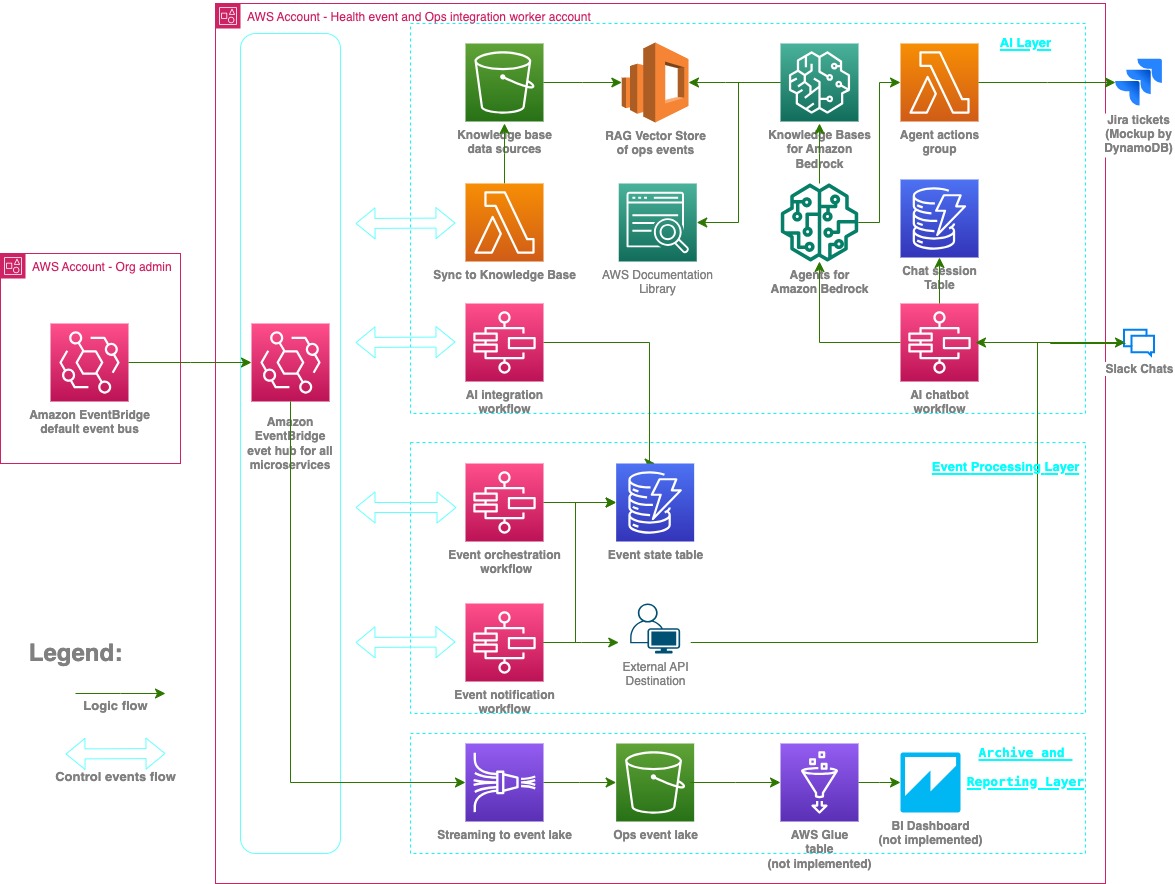 AWS Account - Health event and Ops integration worker account
AI Layer
Knowledge base
data sources
RAG Vector Store
of ops events
Knowledge Bases
for Amazon
Bedrock
Agent actions
group
Jira tickets
(Mockup by
DynamoDB)
Sync to Knowledge Base
AWS Documentation
Library
Agents for
Amazon Bedrock
Chat session
Table
AWS Account - Org admin
Amazon EventBridge
default event bus
Amazon
EventBridge
evet hub for all
microservices
AI integration
workflow
AI chatbot
workflow
Slack Chats
Event Processing Layer
Event orchestration
workflow
Event state table
Event notification
workflow
External API
Destination
Legend:
Logic flow
Control events flow
Archive and
Reporting Layer
Streaming to event lake
Ops event lake
AWS Glue
table
(not implemented)
BI Dashboard
(not implemented)